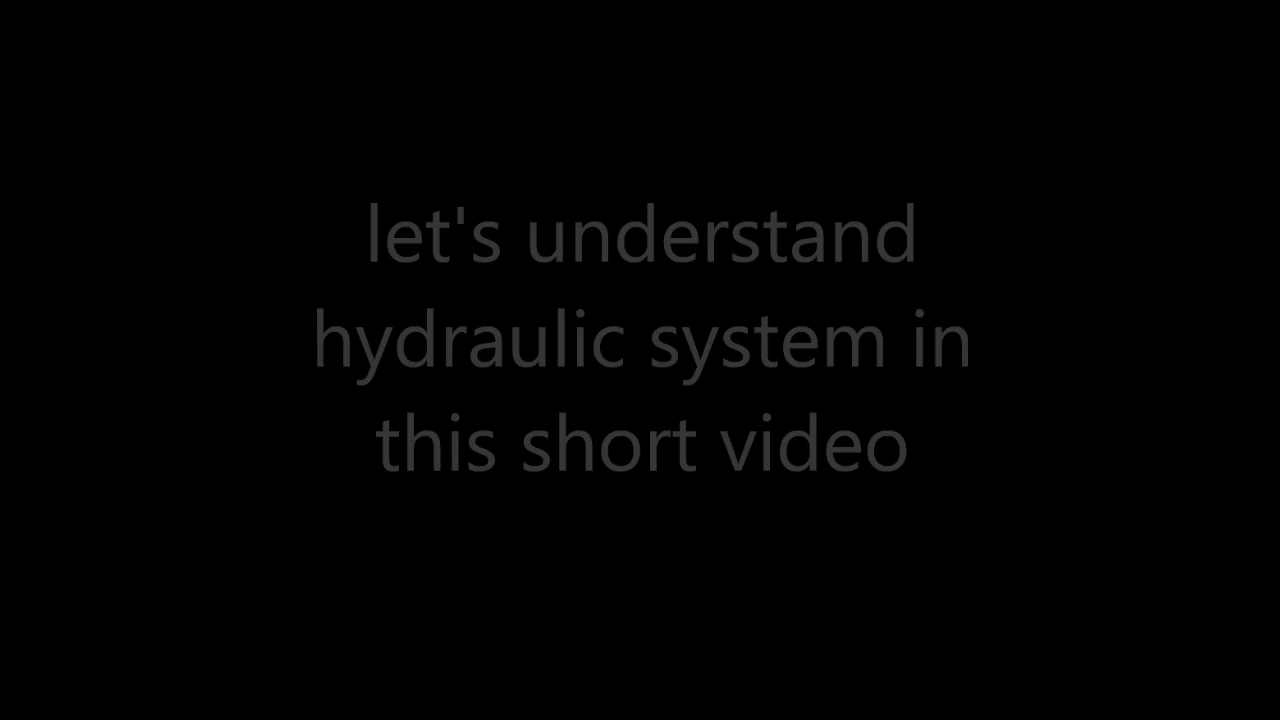 let's understand
hydraulic system in
this short video